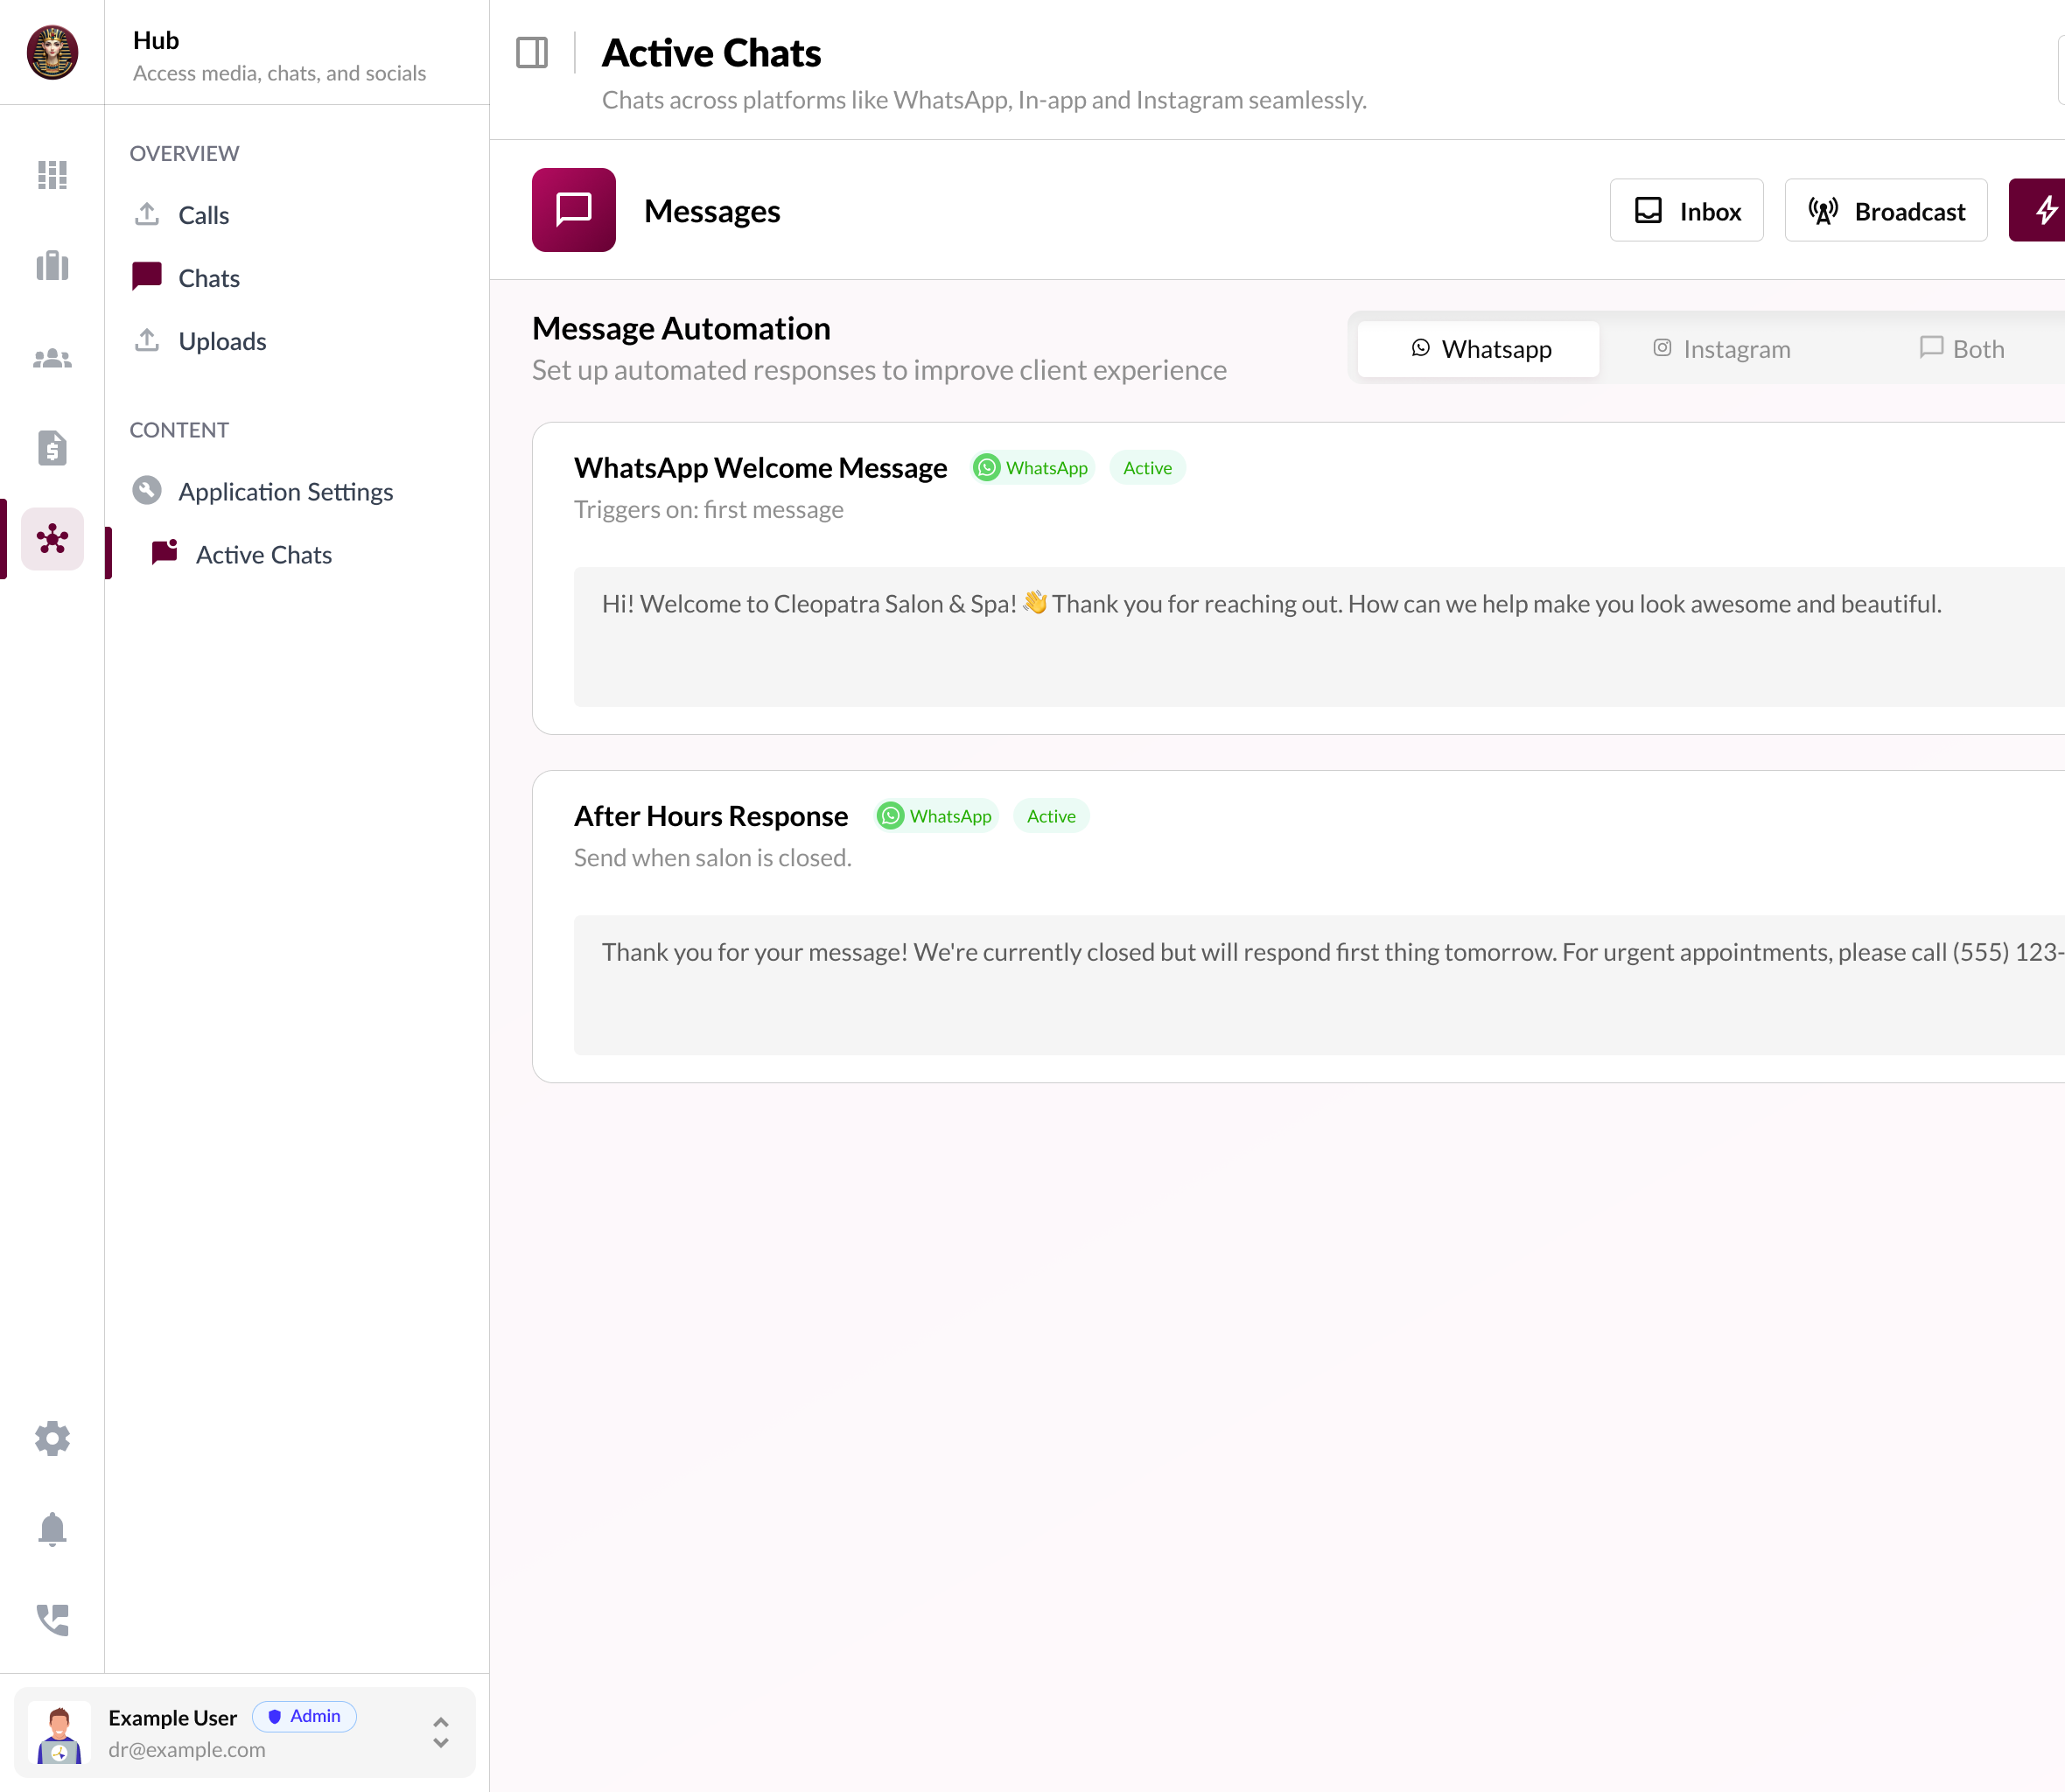 Hub
Access media, chats, and socials
OVERVIEW
Calls
Chats
Uploads
CONTENT
Application Settings
Active Chats
Example User
Admin
dr@example.com
Active Chats
Chats across platforms like WhatsApp, In-app and Instagram seamlessly.
Messages
Inbox
Broadcast
Message Automation
Set up automated responses to improve client experience
Whatsapp
Instagram
Both
WhatsApp Welcome Message
WhatsApp
Active
Triggers on: first message
Hi! Welcome to Cleopatra Salon & Spa! 👋 Thank you for reaching out. How can we help make you look awesome and beautiful.
After Hours Response
WhatsApp
Active
Send when salon is closed.
Thank you for your message! We're currently closed but will respond first thing tomorrow. For urgent appointments, please call (555) 123-